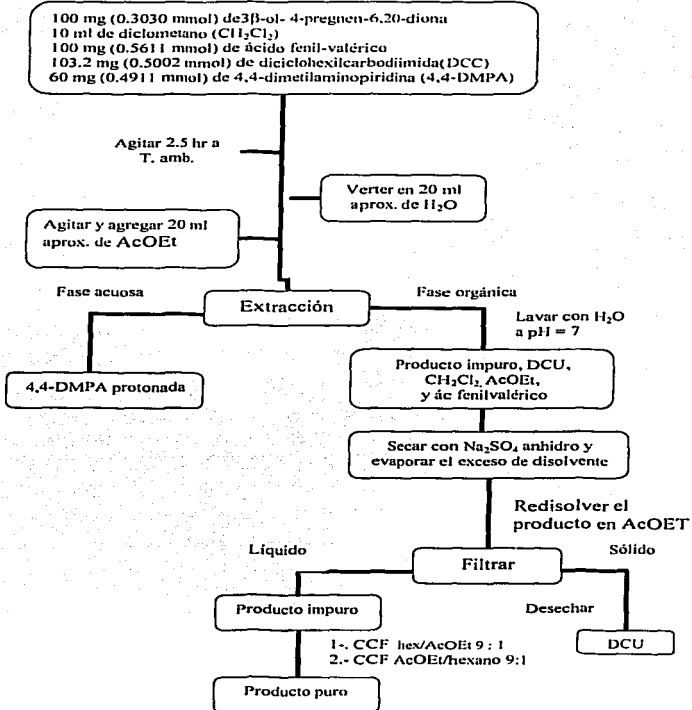 100 mg (0.3030 mmol) de3β-ol- 4-pregnen-6,20-diona
10 ml de diclometano (CH₂Cl₂)
100 mg (0.5611 mmol) de ácido fenil-valérico
103.2 mg (0.5002 mmol) de diciclohexilcarbodiimida(DCC)
60 mg (0.4911 mmol) de 4,4-dimetilaminopiridina (4,4-DMPA)
Agitar 2.5 hr a
T. amb.
Verter en 20 ml
aprox. de H₂O
Agitar y agregar 20 ml
aprox. de AcOEt
Fase acuosa
Extracción
Fase orgánica
Lavar con H₂O
a pH = 7
4,4-DMPA protonada
Producto impuro, DCU,
CH₂Cl₂, AcOEt,
y ác fenilvalérico
Secar con Na₂SO₄ anhidro y
evaporar el exceso de disolvente
Redisolver el
producto en AcOET
Líquido
Filtrar
Sólido
Producto impuro
Desechar
DCU
1-. CCF hex/AcOEt 9 : 1
2.- CCF AcOEt/hexano 9:1
Producto puro